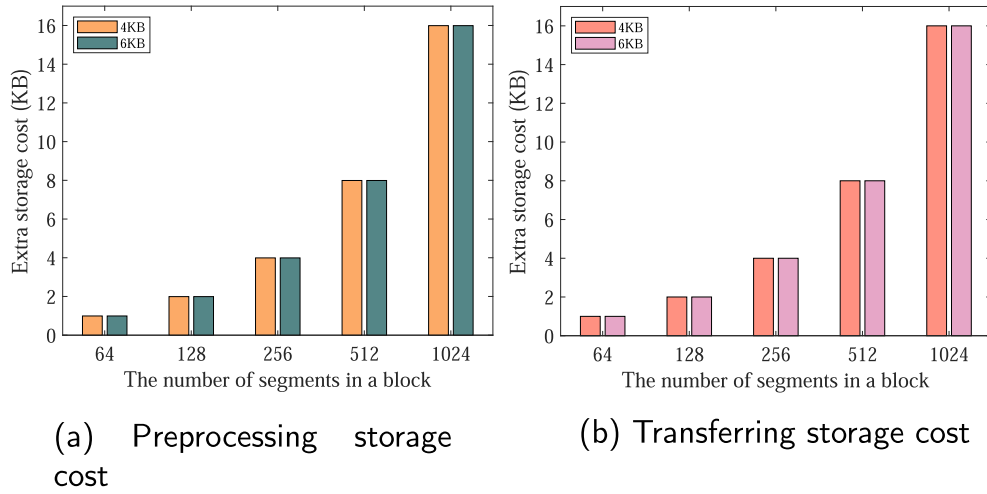 4KB
6KB
Extra storage cost (KB)
16
14
12
10
8
6
4
2
0
64 128 256 512 1024
The number of segments in a block
(a) Preprocessing storage
cost
4KB
6KB
Extra storage cost (KB)
16
14
12
10
8
6
4
2
0
64 128 256 512 1024
The number of segments in a block
(b) Transferring storage cost